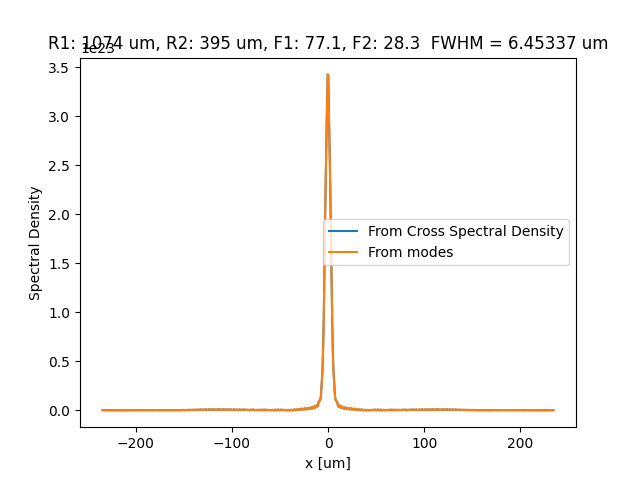 R1: 1074 um, R2: 395 um, F1: 77.1, F2: 28.3  FWHM = 6.45337 um
1e23
3.5
3.0
2.5
2.0
1.5
1.0
0.5
0.0
Spectral Density
From Cross Spectral Density
From modes
−200
−100
0
100
200
x [um]